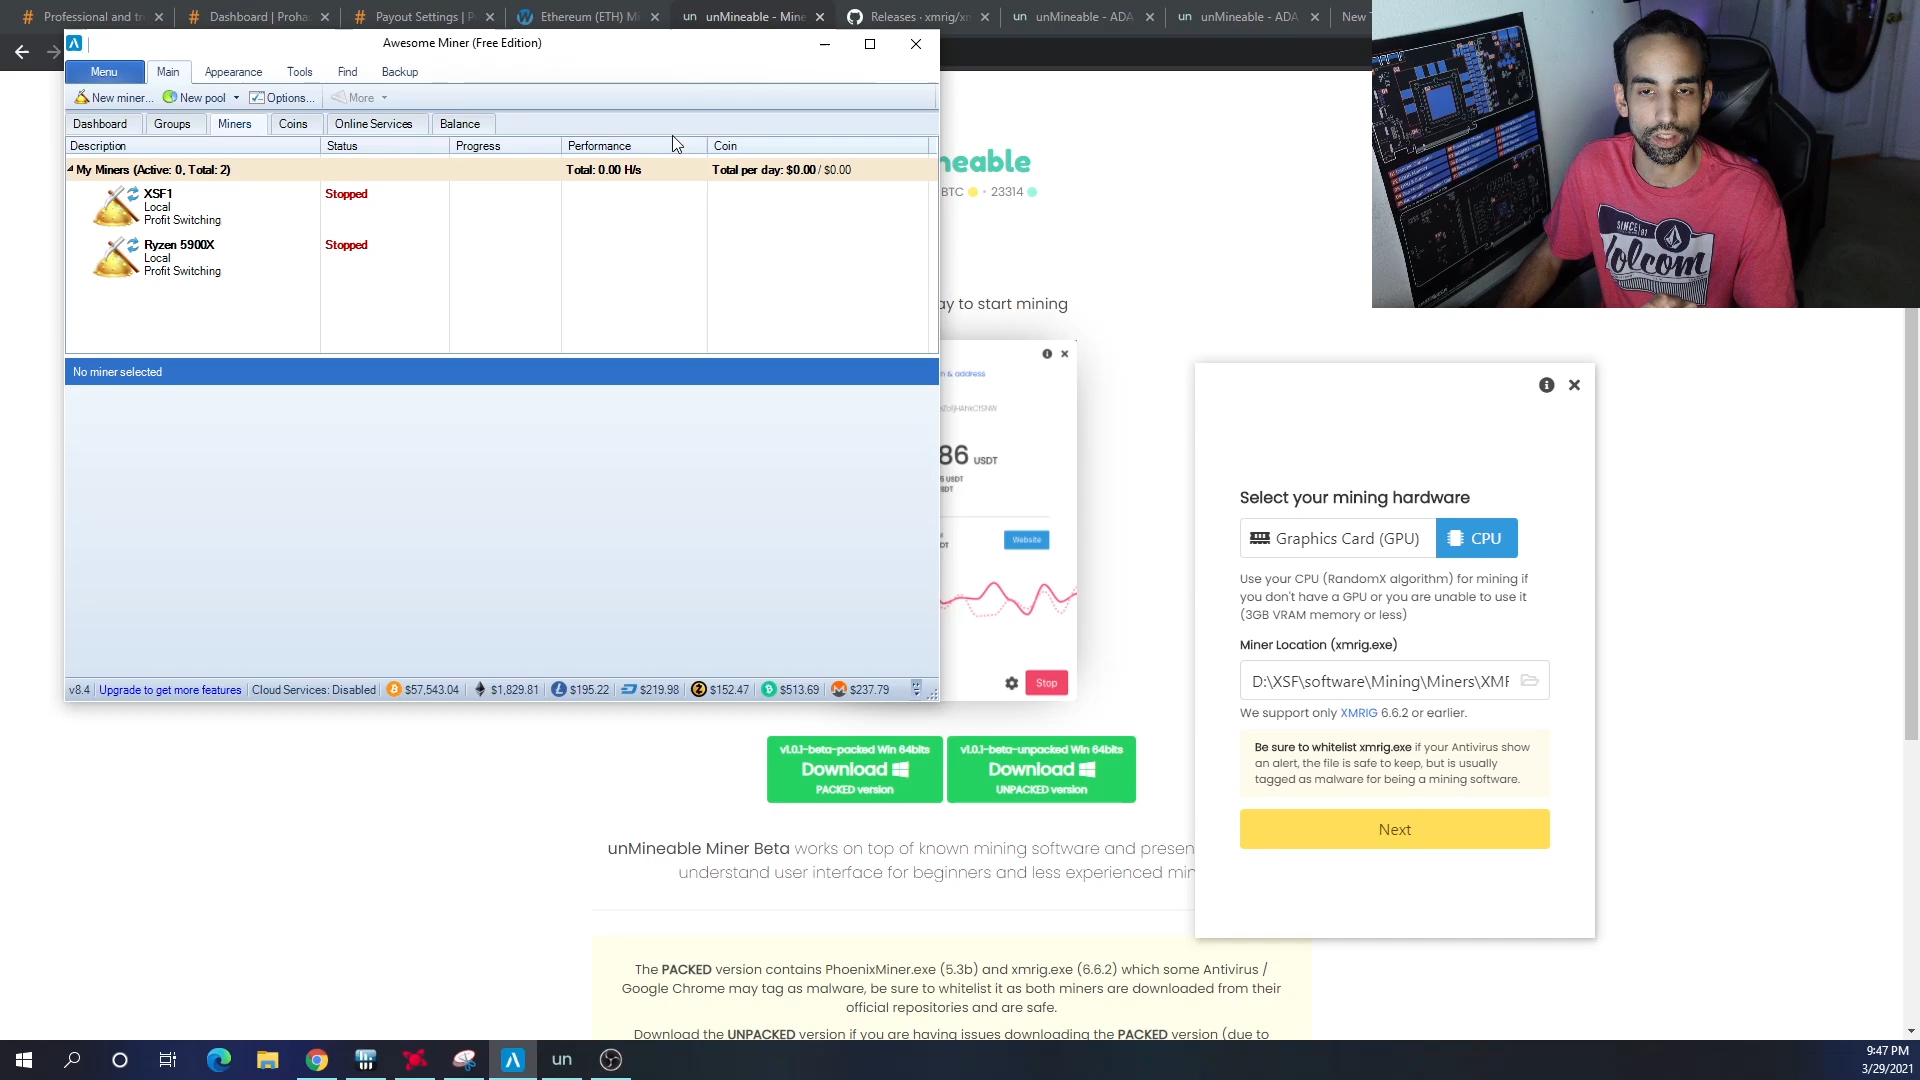 Professional and tr
Dashboard | Proha
Payout Settings | P
Ethereum (ETH) Mi
unMineable - Mine
Releases · xmrig/xm
unMineable - ADA
unMineable - ADA
New T
Awesome Miner (Free Edition)
Menu
Main
Appearance
Tools
Find
Backup
New miner...
New pool
Options...
More
Dashboard
Groups
Miners
Coins
Online Services
Balance
Description
Status
Progress
Performance
Coin
My Miners (Active: 0, Total: 2)
Total: 0.00 H/s
Total per day: $0.00 / $0.00
XSF1
Local
Profit Switching
Stopped
Ryzen 5900X
Local
Profit Switching
Stopped
No miner selected
v8.4
Upgrade to get more features
Cloud Services: Disabled
$57,543.04
$1,829.81
$195.22
$219.98
$152.47
$513.69
$237.79
neable
BTC
23314
ay to start mining
n & address
86 USDT
Website
Stop
v1.0.1-beta-packed Win 64bits
Download
PACKED version
v1.0.1-beta-unpacked Win 64bits
Download
UNPACKED version
unMineable Miner Beta works on top of known mining software and presen
understand user interface for beginners and less experienced min
The PACKED version contains PhoenixMiner.exe (5.3b) and xmrig.exe (6.6.2) which some Antivirus /
Google Chrome may tag as malware, be sure to whitelist it as both miners are downloaded from their
official repositories and are safe.
Download the UNPACKED version if you are having issues downloading the PACKED version (due to
Select your mining hardware
Graphics Card (GPU)
CPU
Use your CPU (RandomX algorithm) for mining if
you don't have a GPU or you are unable to use it
(3GB VRAM memory or less)
Miner Location (xmrig.exe)
D:\XSF\software\Mining\Miners\XMF
We support only XMRIG 6.6.2 or earlier.
Be sure to whitelist xmrig.exe if your Antivirus show
an alert, the file is safe to keep, but is usually
tagged as malware for being a mining software.
Next
Volcom
un
9:47 PM
3/29/2021